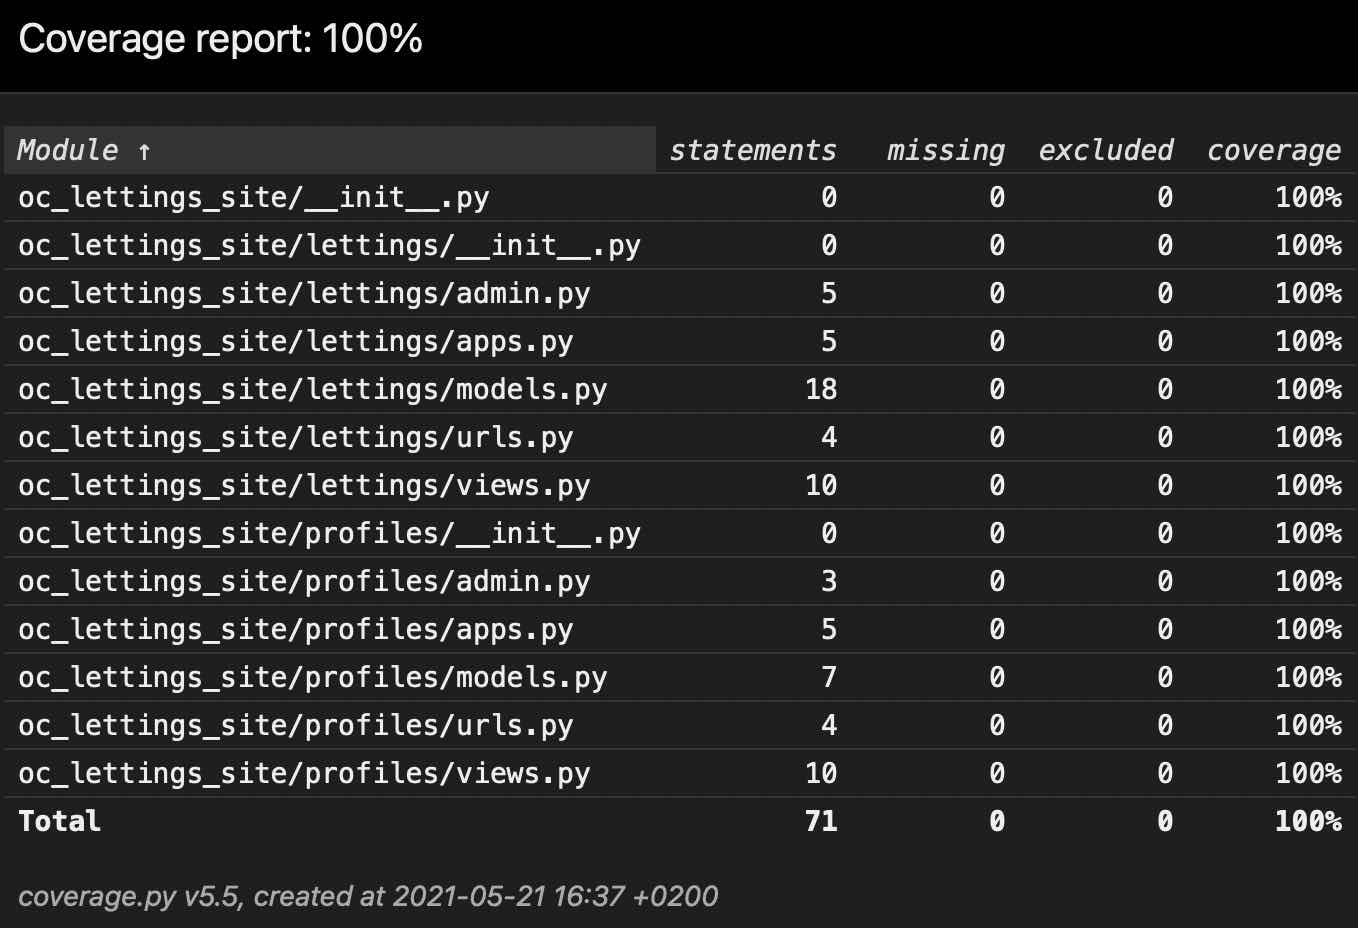 Coverage report: 100%
Module ↑ statements missing excluded coverage
oc_lettings_site/__init__.py 0 0 0 100%
oc_lettings_site/lettings/__init__.py 0 0 0 100%
oc_lettings_site/lettings/admin.py 5 0 0 100%
oc_lettings_site/lettings/apps.py 5 0 0 100%
oc_lettings_site/lettings/models.py 18 0 0 100%
oc_lettings_site/lettings/urls.py 4 0 0 100%
oc_lettings_site/lettings/views.py 10 0 0 100%
oc_lettings_site/profiles/__init__.py 0 0 0 100%
oc_lettings_site/profiles/admin.py 3 0 0 100%
oc_lettings_site/profiles/apps.py 5 0 0 100%
oc_lettings_site/profiles/models.py 7 0 0 100%
oc_lettings_site/profiles/urls.py 4 0 0 100%
oc_lettings_site/profiles/views.py 10 0 0 100%
Total 71 0 0 100%
coverage.py v5.5, created at 2021-05-21 16:37 +0200